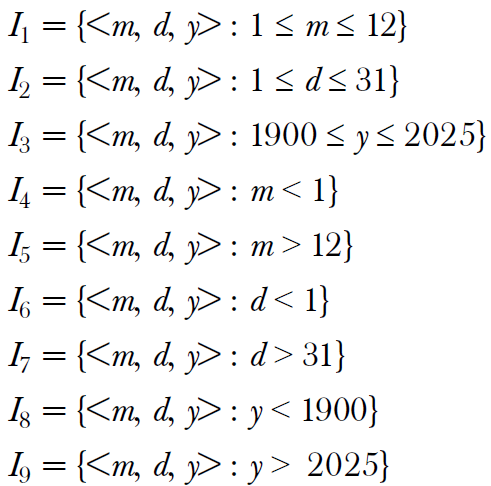 I₁ = {<m, d, y> : 1 ≤ m ≤ 12}
I₂ = {<m, d, y> : 1 ≤ d ≤ 31}
I₃ = {<m, d, y> : 1900 ≤ y ≤ 2025}
I₄ = {<m, d, y> : m < 1}
I₅ = {<m, d, y> : m > 12}
I₆ = {<m, d, y> : d < 1}
I₇ = {<m, d, y> : d > 31}
I₈ = {<m, d, y> : y < 1900}
I₉ = {<m, d, y> : y > 2025}